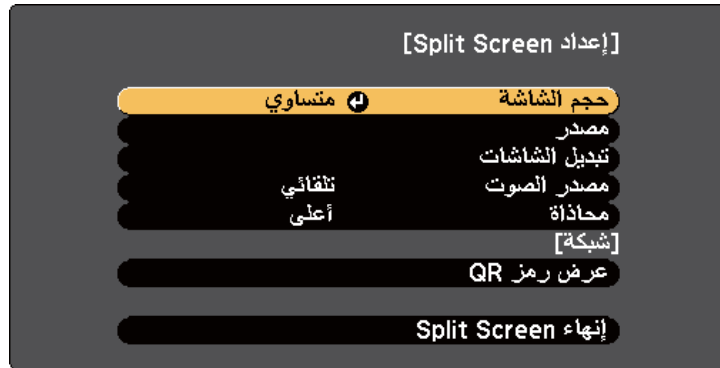 [إعداد Split Screen]
حجم الشاشة متساوي
مصدر
تبديل الشاشات
مصدر الصوت تلقائي
محاذاة أعلى
[شبكة]
عرض رمز QR
إنهاء Split Screen